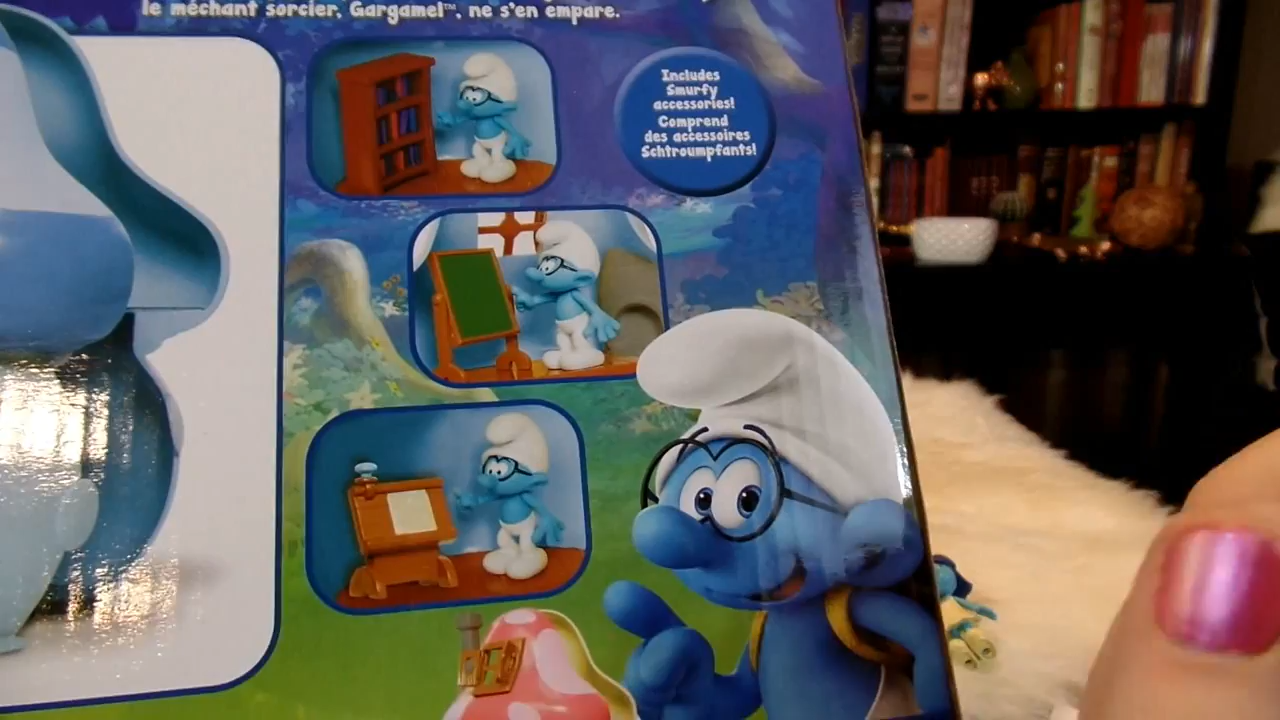 le méchant sorcier, Gargamel™, ne s'en empare.
Includes
Smurfy
accessories!
Comprend
des accessoires
Schtroumpfants!